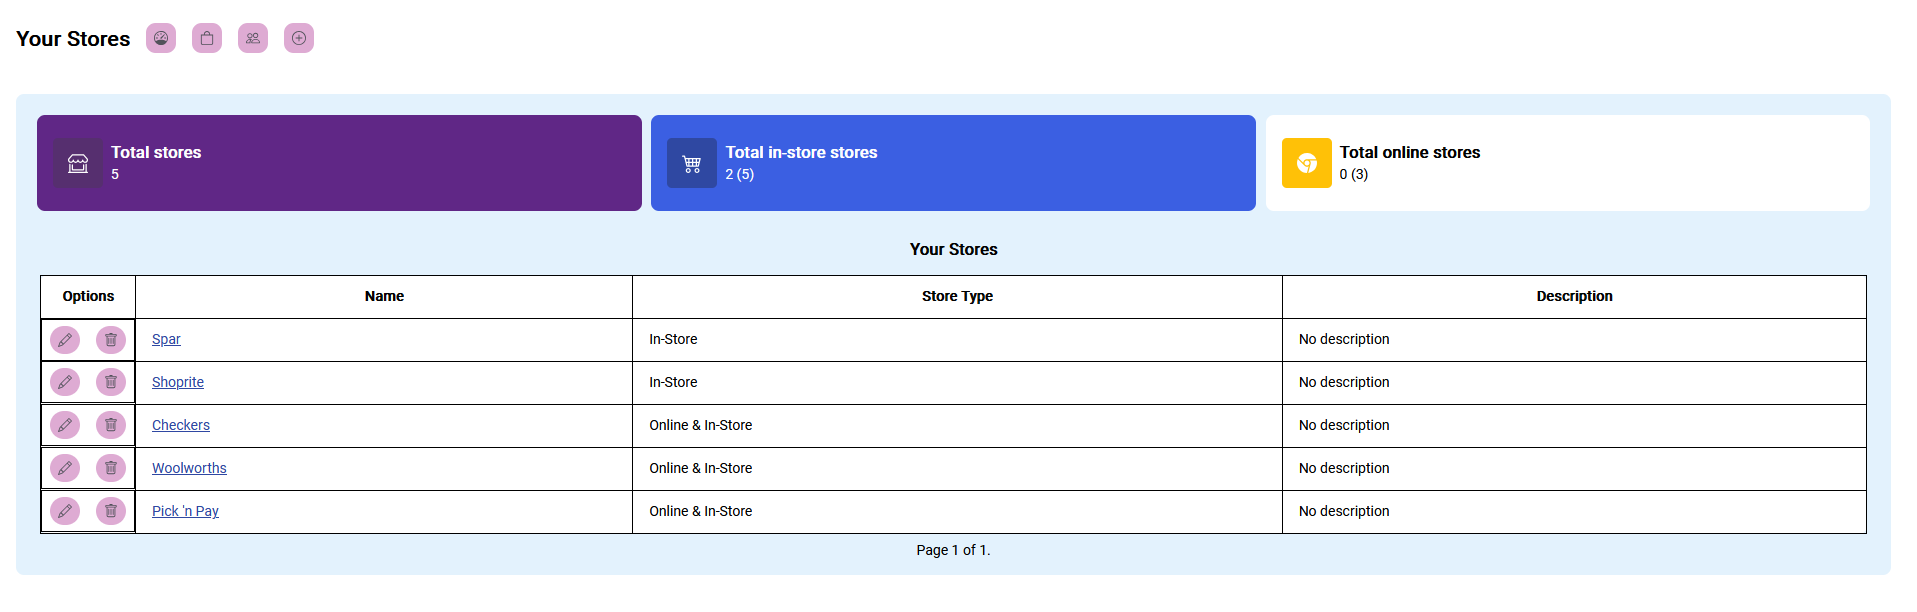 Your Stores
Total stores
5
Total in-store stores
2 (5)
Total online stores
0 (3)
Your Stores
Options Name Store Type Description
Spar In-Store No description
Shoprite In-Store No description
Checkers Online & In-Store No description
Woolworths Online & In-Store No description
Pick 'n Pay Online & In-Store No description
Page 1 of 1.